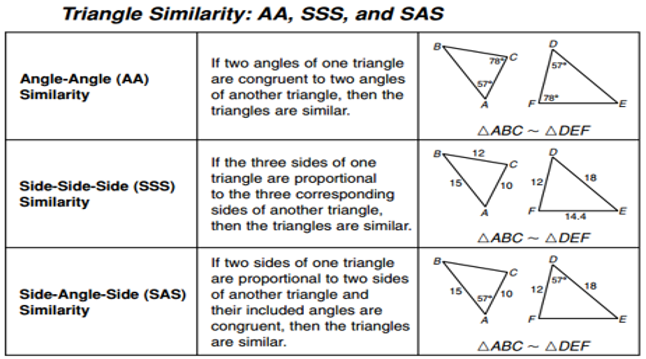 Triangle Similarity: AA, SSS, and SAS
Angle-Angle (AA)
Similarity
If two angles of one triangle
are congruent to two angles
of another triangle, then the
triangles are similar.
B
C
78°
57°
A
D
57°
F
78°
E
△ABC ~ △DEF
Side-Side-Side (SSS)
Similarity
If the three sides of one
triangle are proportional
to the three corresponding
sides of another triangle,
then the triangles are similar.
B
12
C
15
10
A
D
12
18
F
14.4
E
△ABC ~ △DEF
Side-Angle-Side (SAS)
Similarity
If two sides of one triangle
are proportional to two sides
of another triangle and
their included angles are
congruent, then the triangles
are similar.
B
C
15
57°
10
A
D
57°
12
18
F
E
△ABC ~ △DEF